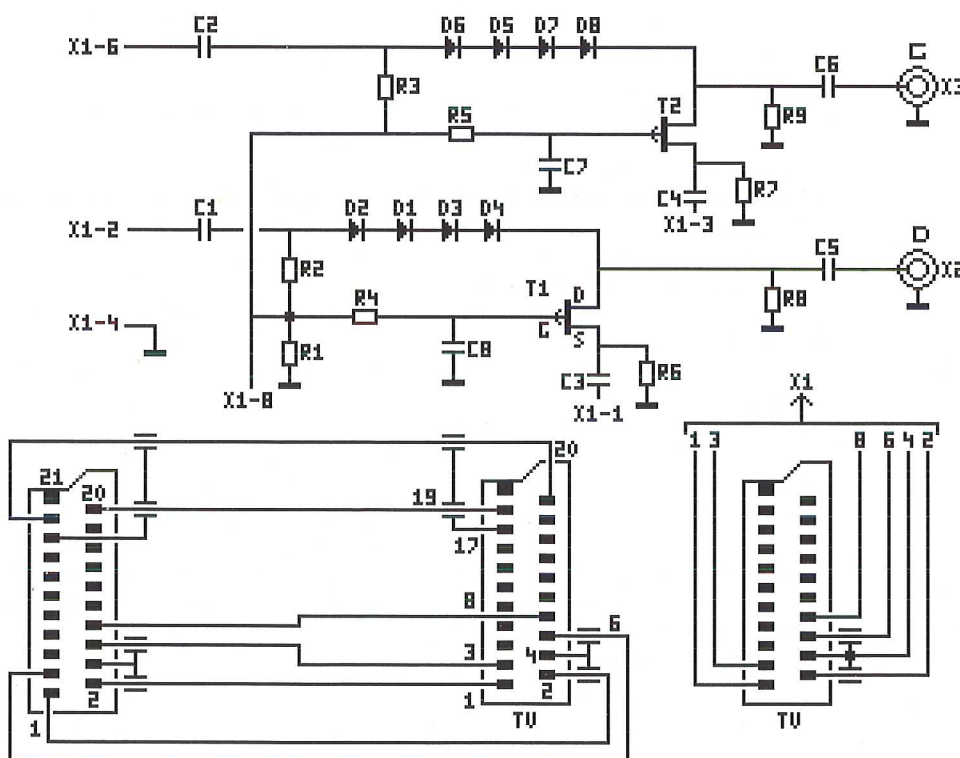 C2 D6 D5 D7 D8
X1-6
C6 G
R3 X3
T2
R5 R9
C7 R7
C4
X1-3
C1 D2 D1 D3 D4
X1-2
C5 D
X2
R2
T1 D
R4 R8
X1-4 G S
R1 C8
C3 R6
X1-8 X1-1
X1
1 3 8 6 4 2
21 20
20 19
17
8 6
3 4
2 1 2
1 TV TV